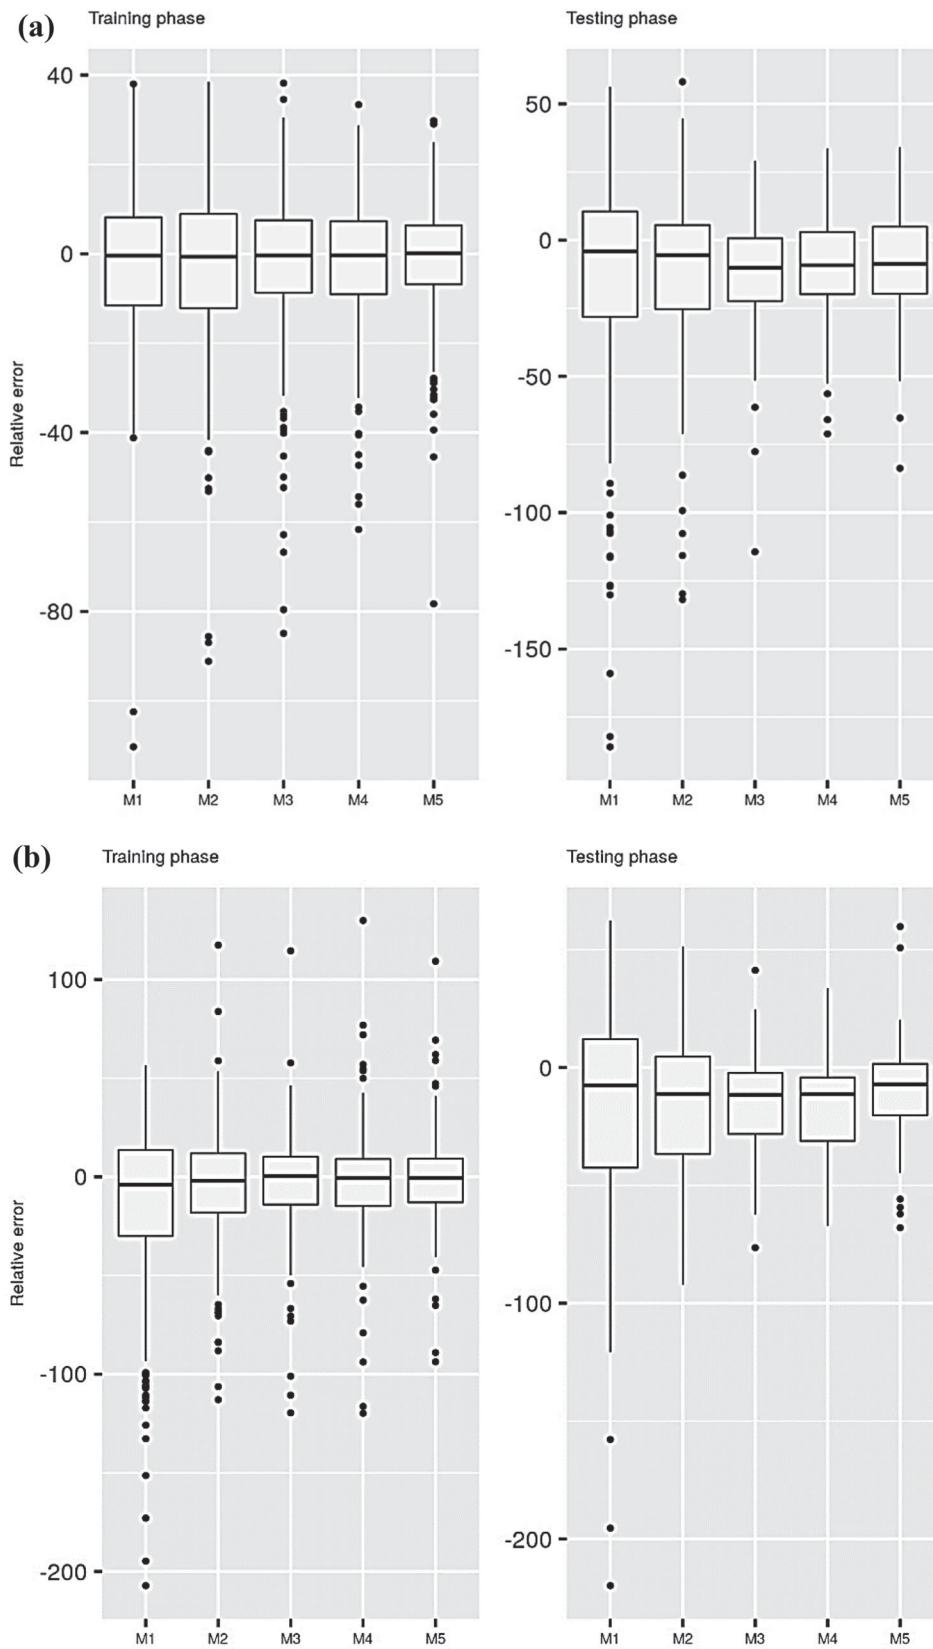 (a)
Training phase
Testing phase
Relative error
40
0
-40
-80
M1 M2 M3 M4 M5
50
0
-50
-100
-150
M1 M2 M3 M4 M5
(b)
Training phase
Testing phase
Relative error
100
0
-100
-200
M1 M2 M3 M4 M5
0
-100
-200
M1 M2 M3 M4 M5